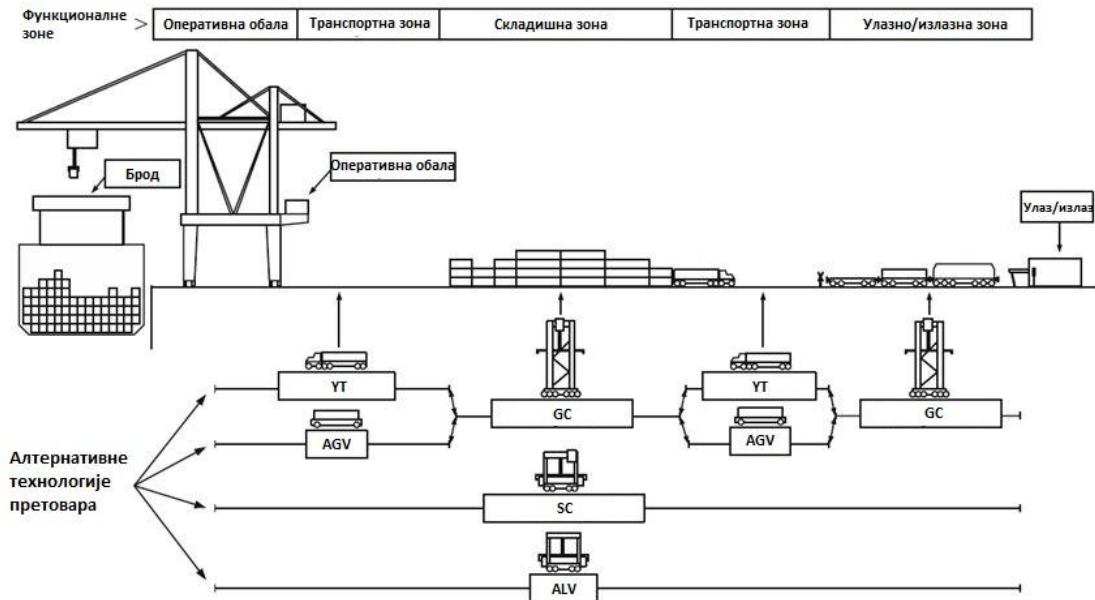 Функционалне
зоне
>
Оперативна обала
Транспортна зона
Складишна зона
Транспортна зона
Улазно/излазна зона
Брод
Оперативна обала
Улаз/излаз
YT
GC
YT
GC
AGV
AGV
Алтернативне
технологије
претовара
SC
ALV